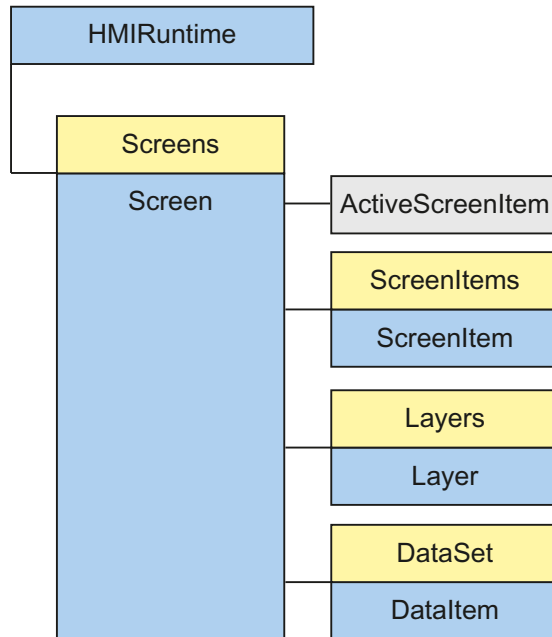 HMIRuntime
Screens
Screen
ActiveScreenItem
ScreenItems
ScreenItem
Layers
Layer
DataSet
DataItem